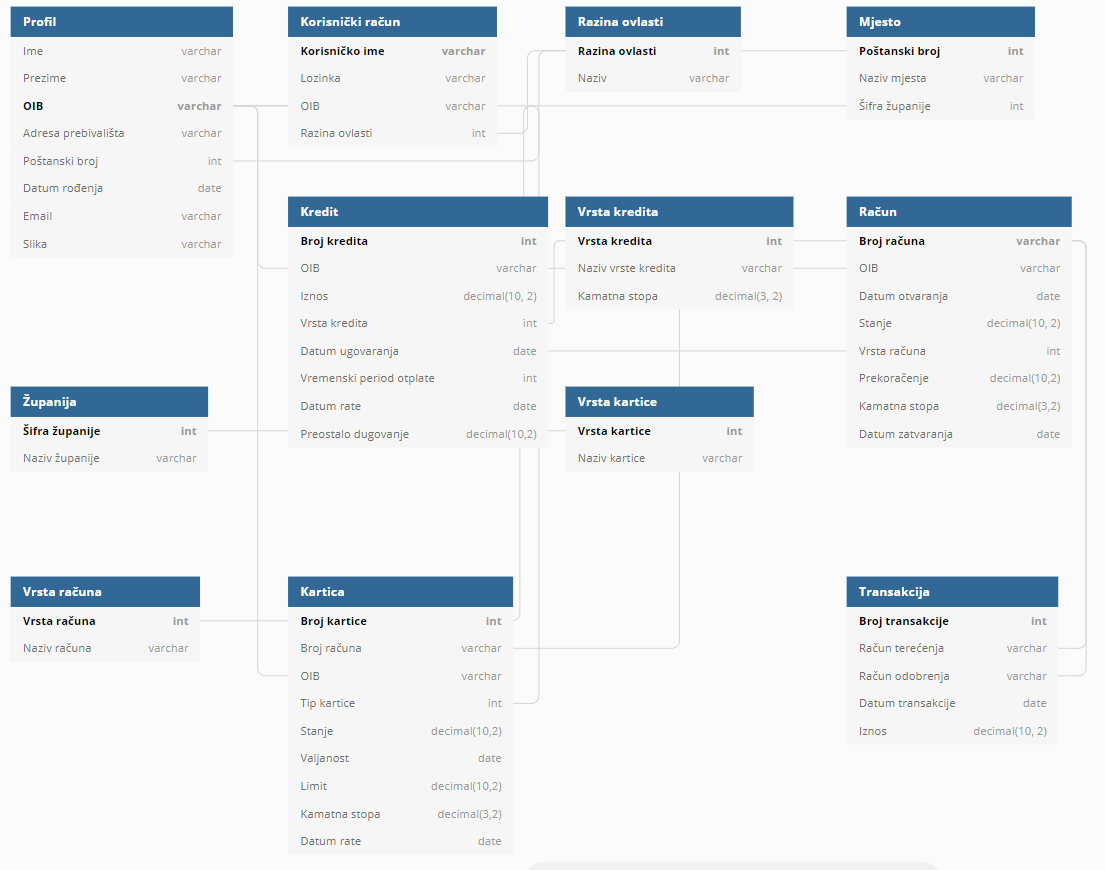 Profil
Ime varchar
Prezime varchar
OIB varchar
Adresa prebivališta varchar
Poštanski broj int
Datum rođenja date
Email varchar
Slika varchar
Korisnički račun
Korisničko ime varchar
Lozinka varchar
OIB varchar
Razina ovlasti int
Razina ovlasti
Razina ovlasti int
Naziv varchar
Mjesto
Poštanski broj int
Naziv mjesta varchar
Šifra županije int
Kredit
Broj kredita int
OIB varchar
Iznos decimal(10, 2)
Vrsta kredita int
Datum ugovaranja date
Vremenski period otplate int
Datum rate date
Preostalo dugovanje decimal(10,2)
Vrsta kredita
Vrsta kredita int
Naziv vrste kredita varchar
Kamatna stopa decimal(3, 2)
Račun
Broj računa varchar
OIB varchar
Datum otvaranja date
Stanje decimal(10, 2)
Vrsta računa int
Prekoračenje decimal(10,2)
Kamatna stopa decimal(3,2)
Datum zatvaranja date
Županija
Šifra županije int
Naziv županije varchar
Vrsta kartice
Vrsta kartice int
Naziv kartice varchar
Vrsta računa
Vrsta računa int
Naziv računa varchar
Kartica
Broj kartice int
Broj računa varchar
OIB varchar
Tip kartice int
Stanje decimal(10,2)
Valjanost date
Limit decimal(10,2)
Kamatna stopa decimal(3,2)
Datum rate date
Transakcija
Broj transakcije int
Račun terećenja varchar
Račun odobrenja varchar
Datum transakcije date
Iznos decimal(10, 2)